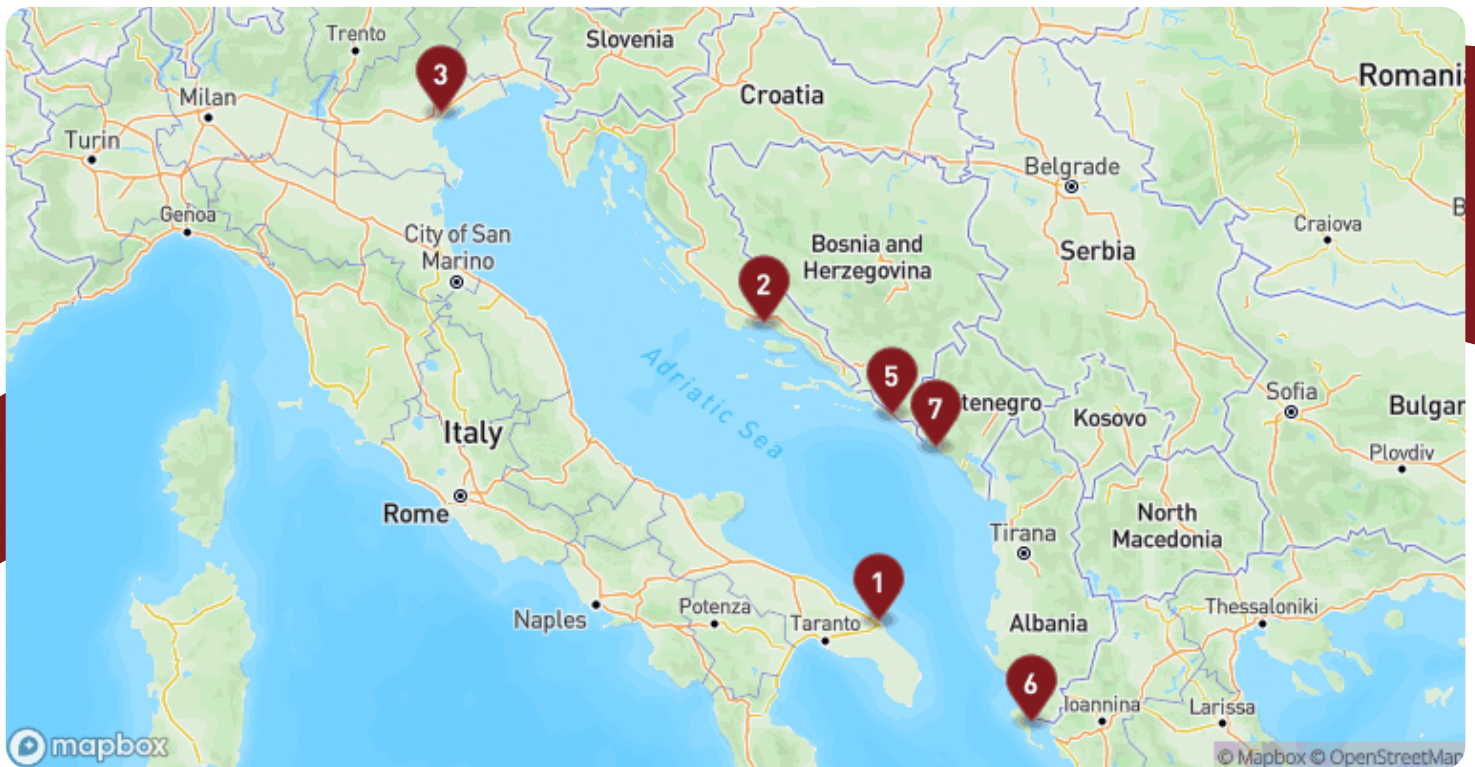 Trento
Slovenia
3
Croatia
Romani
Milan
Turin
Belgrade
Genoa
City of San
Marino
Bosnia and
Herzegovina
Serbia
Craiova
B
2
Adriatic Sea
5
7
tenegro
Kosovo
Sofia
Bulgar
Italy
Plovdiv
Rome
North
Macedonia
Tirana
1
Naples
Potenza
Taranto
Albania
Thessaloniki
6
Ioannina
Larissa
mapbox
© Mapbox © OpenStreetMap